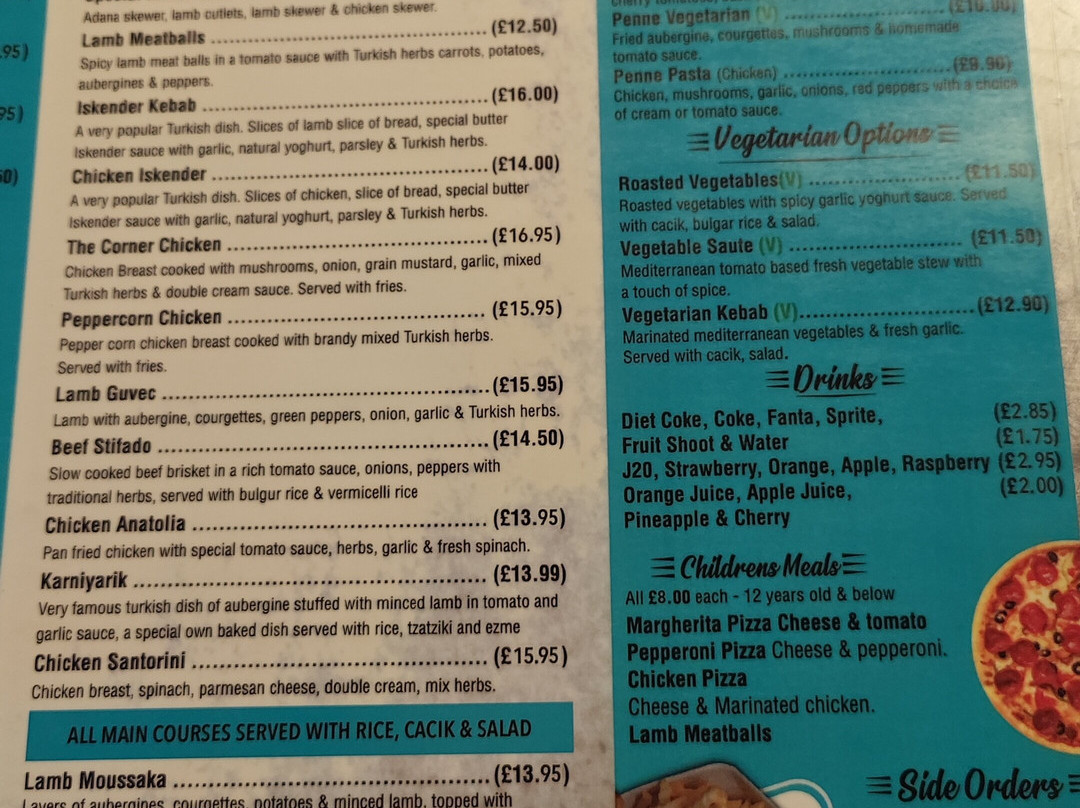 .95)
95)
50)
Adana skewer, lamb cutlets, lamb skewer & chicken skewer.
Lamb Meatballs (£12.50)
Spicy lamb meat balls in a tomato sauce with Turkish herbs carrots, potatoes,
aubergines & peppers.
Iskender Kebab (£16.00)
A very popular Turkish dish. Slices of lamb slice of bread, special butter
Iskender sauce with garlic, natural yoghurt, parsley & Turkish herbs.
Chicken Iskender (£14.00)
A very popular Turkish dish. Slices of chicken, slice of bread, special butter
Iskender sauce with garlic, natural yoghurt, parsley & Turkish herbs.
The Corner Chicken (£16.95)
Chicken Breast cooked with mushrooms, onion, grain mustard, garlic, mixed
Turkish herbs & double cream sauce. Served with fries.
Peppercorn Chicken (£15.95)
Pepper corn chicken breast cooked with brandy mixed Turkish herbs.
Served with fries.
Lamb Guvec (£15.95)
Lamb with aubergine, courgettes, green peppers, onion, garlic & Turkish herbs.
Beef Stifado (£14.50)
Slow cooked beef brisket in a rich tomato sauce, onions, peppers with
traditional herbs, served with bulgur rice & vermicelli rice
Chicken Anatolia (£13.95)
Pan fried chicken with special tomato sauce, herbs, garlic & fresh spinach.
Karniyarik (£13.99)
Very famous turkish dish of aubergine stuffed with minced lamb in tomato and
garlic sauce, a special own baked dish served with rice, tzatziki and ezme
Chicken Santorini (£15.95)
Chicken breast, spinach, parmesan cheese, double cream, mix herbs.
ALL MAIN COURSES SERVED WITH RICE, CACIK & SALAD
Lamb Moussaka (£13.95)
Layers of aubergines, courgettes, potatoes & minced lamb, topped with
Penne Vegetarian (V) (£10.00)
Fried aubergine, courgettes, mushrooms & homemade
tomato sauce.
Penne Pasta (Chicken) (£9.90)
Chicken, mushrooms, garlic, onions, red peppers with a choice
of cream or tomato sauce.
Vegetarian Options
Roasted Vegetables(V) (£11.50)
Roasted vegetables with spicy garlic yoghurt sauce. Served
with cacik, bulgar rice & salad.
Vegetable Saute (V) (£11.50)
Mediterranean tomato based fresh vegetable stew with
a touch of spice.
Vegetarian Kebab (V) (£12.90)
Marinated mediterranean vegetables & fresh garlic.
Served with cacik, salad.
Drinks
Diet Coke, Coke, Fanta, Sprite, (£2.85)
Fruit Shoot & Water (£1.75)
J20, Strawberry, Orange, Apple, Raspberry (£2.95)
Orange Juice, Apple Juice, (£2.00)
Pineapple & Cherry
Childrens Meals
All £8.00 each - 12 years old & below
Margherita Pizza Cheese & tomato
Pepperoni Pizza Cheese & pepperoni.
Chicken Pizza
Cheese & Marinated chicken.
Lamb Meatballs
Side Orders